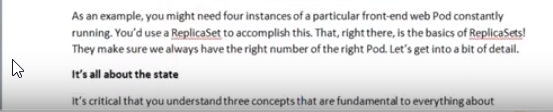 As an example, you might need four instances of a particular front-end web Pod constantly
running. You'd use a ReplicaSet to accomplish this. That, right there, is the basics of ReplicaSets!
They make sure we always have the right number of the right Pod. Let's get into a bit of detail.
It's all about the state
It's critical that you understand three concepts that are fundamental to everything about